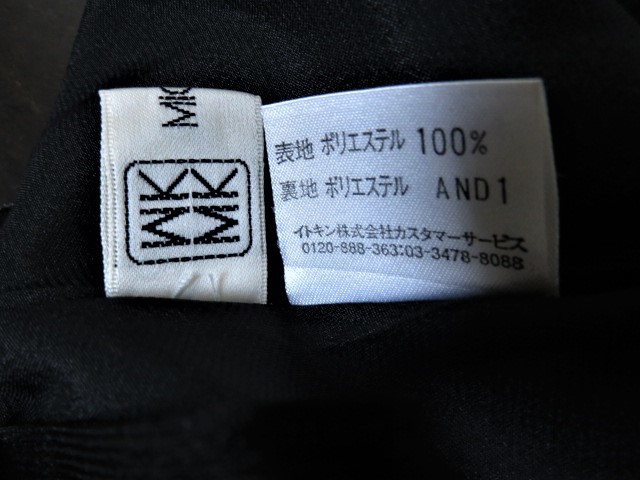 MIC
MK
MK
表地 ポリエステル 100%
裏地 ポリエステル AND1
イトキン株式会社カスタマーサービス
0120-888-363:03-3478-8088